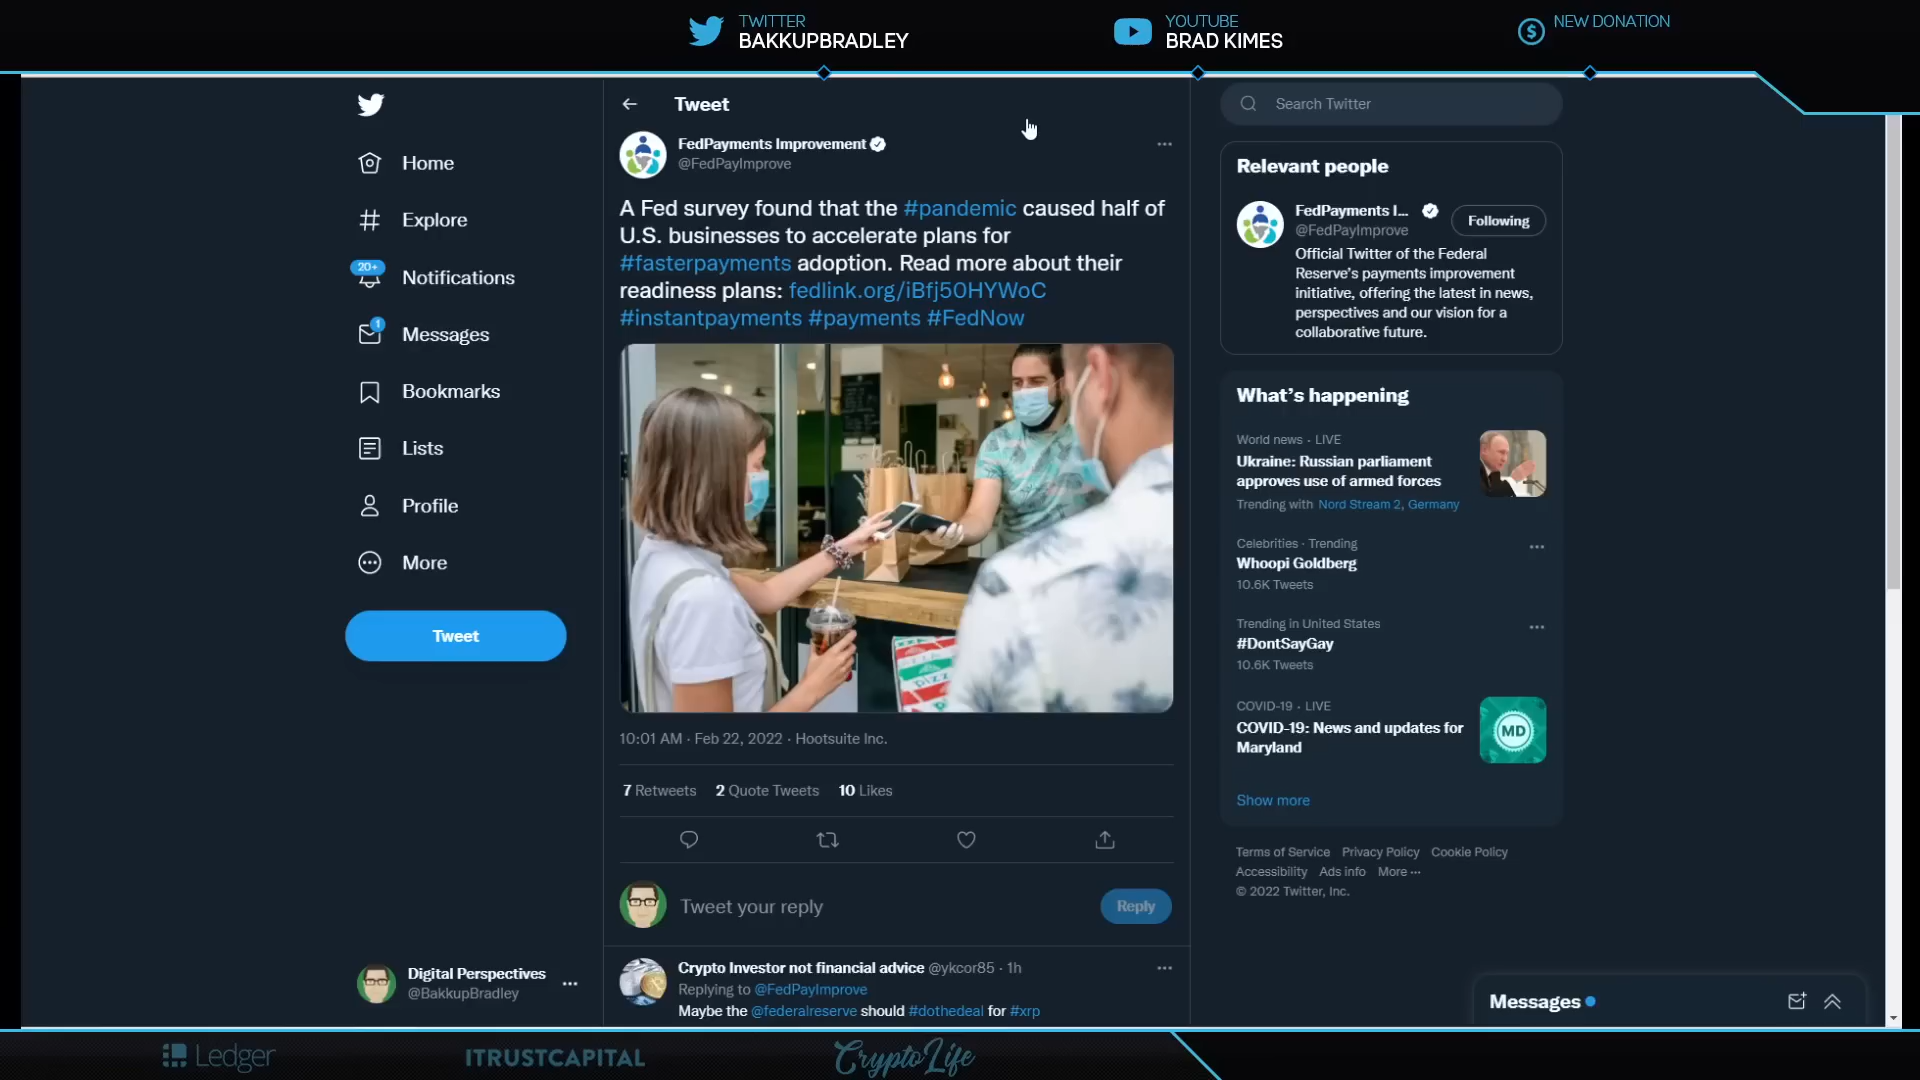 TWITTER
BAKKUPBRADLEY
YOUTUBE
BRAD KIMES
NEW DONATION
Home
Explore
20+
Notifications
1
Messages
Bookmarks
Lists
Profile
More
Tweet
Digital Perspectives
@BakkupBradley
Tweet
FedPayments Improvement
@FedPayImprove
A Fed survey found that the #pandemic caused half of
U.S. businesses to accelerate plans for
#fasterpayments adoption. Read more about their
readiness plans: fedlink.org/iBfj50HYWoC
#instantpayments #payments #FedNow
10:01 AM · Feb 22, 2022 · Hootsuite Inc.
7 Retweets 2 Quote Tweets 10 Likes
Tweet your reply
Reply
Crypto Investor not financial advice @ykcor85 · 1h
Replying to @FedPayImprove
Maybe the @federalreserve should #dothedeal for #xrp
Search Twitter
Relevant people
FedPayments I...
@FedPayImprove
Following
Official Twitter of the Federal
Reserve's payments improvement
initiative, offering the latest in news,
perspectives and our vision for a
collaborative future.
What's happening
World news · LIVE
Ukraine: Russian parliament
approves use of armed forces
Trending with Nord Stream 2, Germany
Celebrities · Trending
Whoopi Goldberg
10.6K Tweets
Trending in United States
#DontSayGay
10.6K Tweets
COVID-19 · LIVE
COVID-19: News and updates for
Maryland
MD
Show more
Terms of Service Privacy Policy Cookie Policy
Accessibility Ads info More ···
© 2022 Twitter, Inc.
Messages
Ledger
ITRUSTCAPITAL
CryptoLife